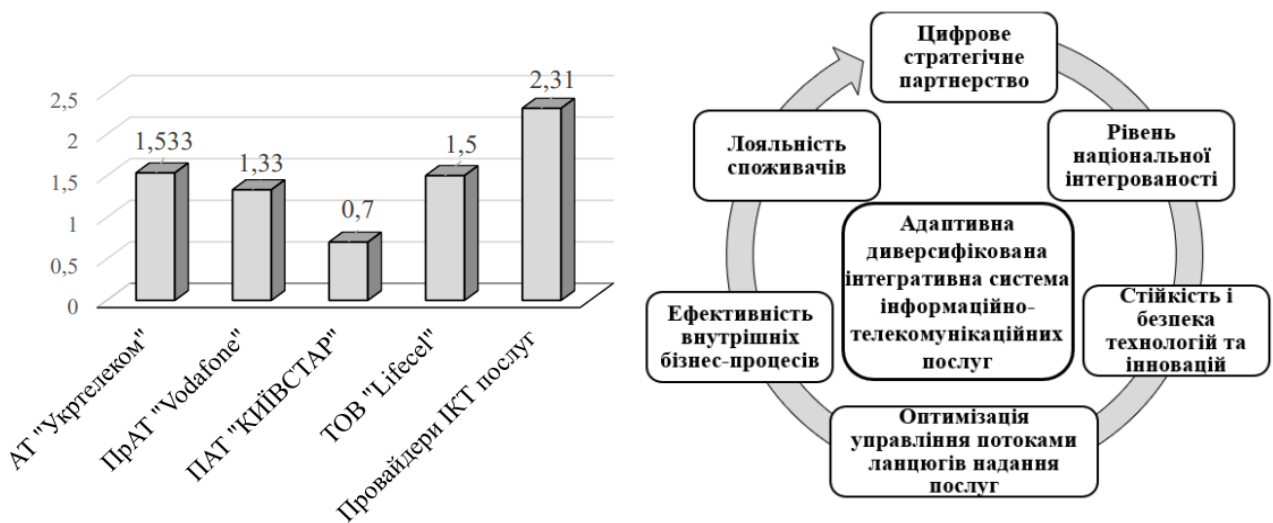 2,5
2
1,5
1
0,5
0
1,533
1,33
0,7
1,5
2,31
АТ "Укртелеком"
ПрАТ "Vodafone"
ПАТ "КИЇВСТАР"
ТОВ "Lifecel"
Провайдери ІКТ послуг
Цифрове
стратегічне
партнерство
Рівень
національної
інтегрованості
Стійкість і
безпека
технологій та
інновацій
Оптимізація
управління потоками
ланцюгів надання
послуг
Ефективність
внутрішніх
бізнес-процесів
Лояльність
споживачів
Адаптивна
диверсифікована
інтегративна система
інформаційно-
телекомунікаційних
послуг